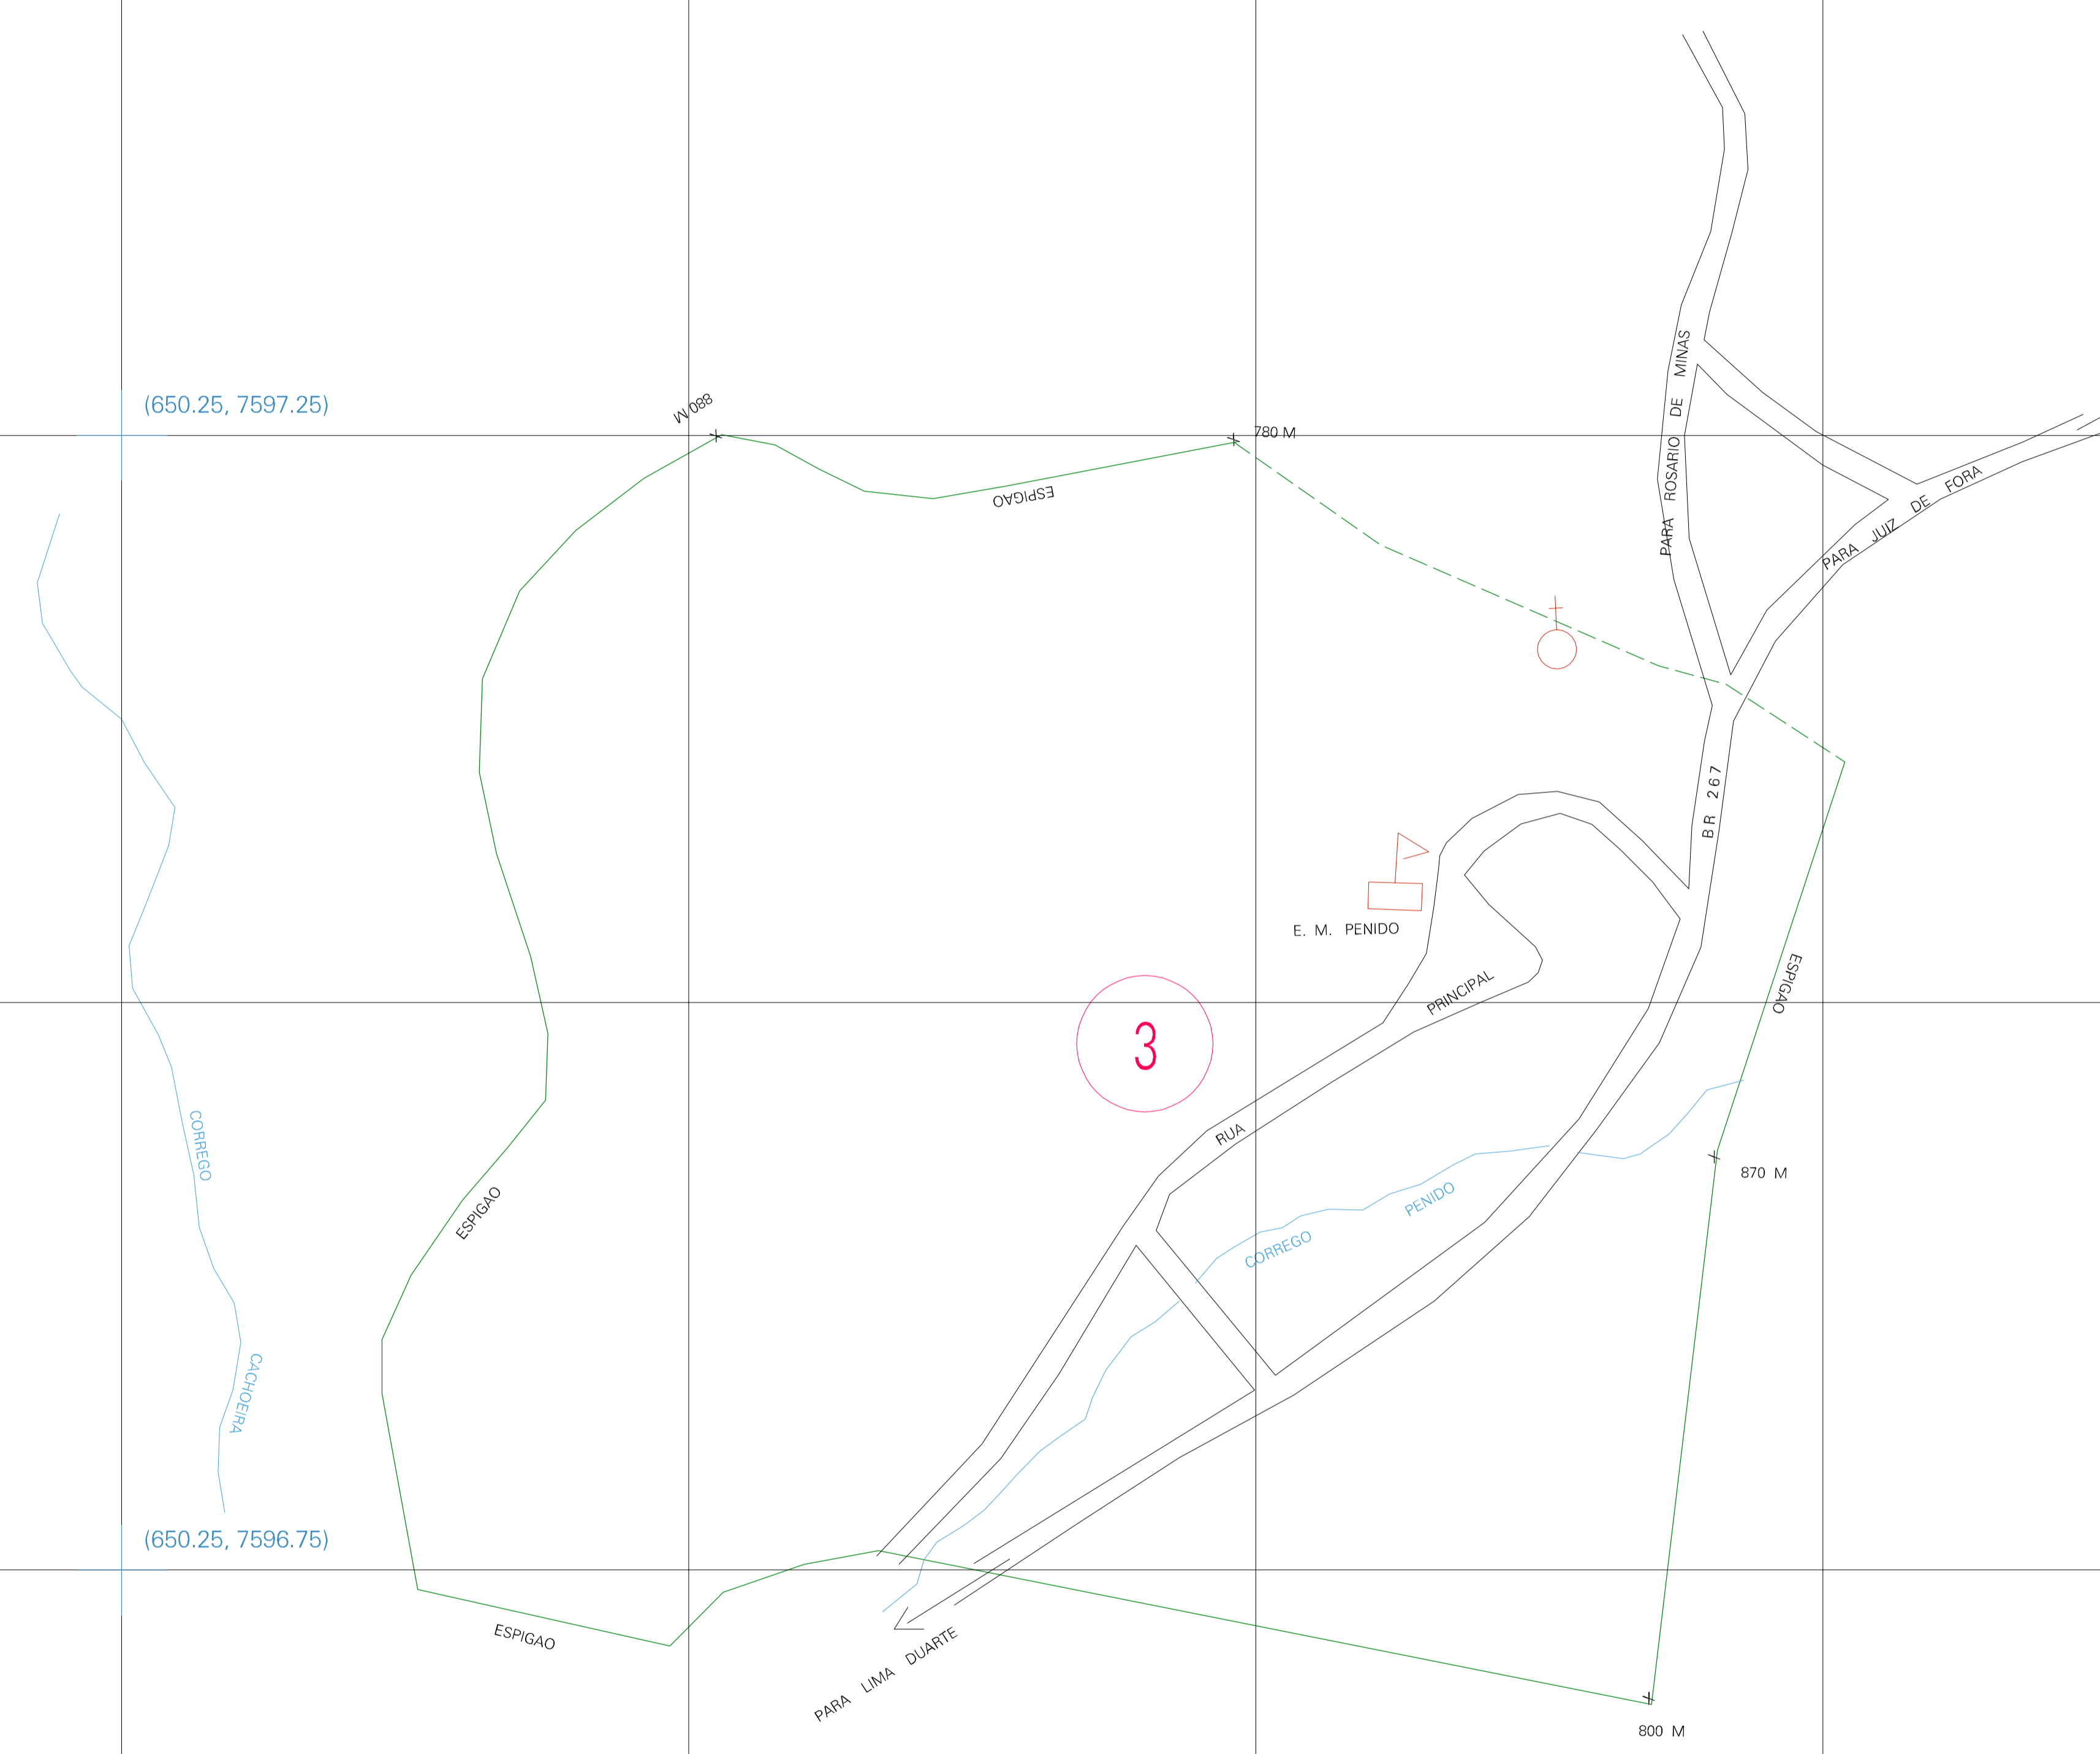 PARA ROSARIO DE MINAS
(650.25, 7597.25)
880 M
780 M
ESPIGAO
PARA JUIZ DE FORA
BR 267
E. M. PENIDO
ESPIGAO
RUA PRINCIPAL
3
CORREGO CACHOEIRA
ESPIGAO
CORREGO PENIDO
870 M
(650.25, 7596.75)
ESPIGAO
PARA LIMA DUARTE
800 M